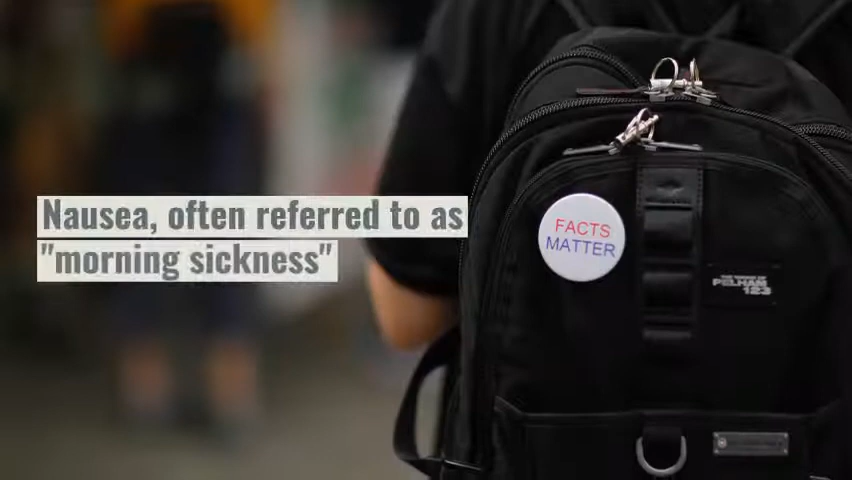 Nausea, often referred to as
"morning sickness"
FACTS
MATTER
PELHAM
123